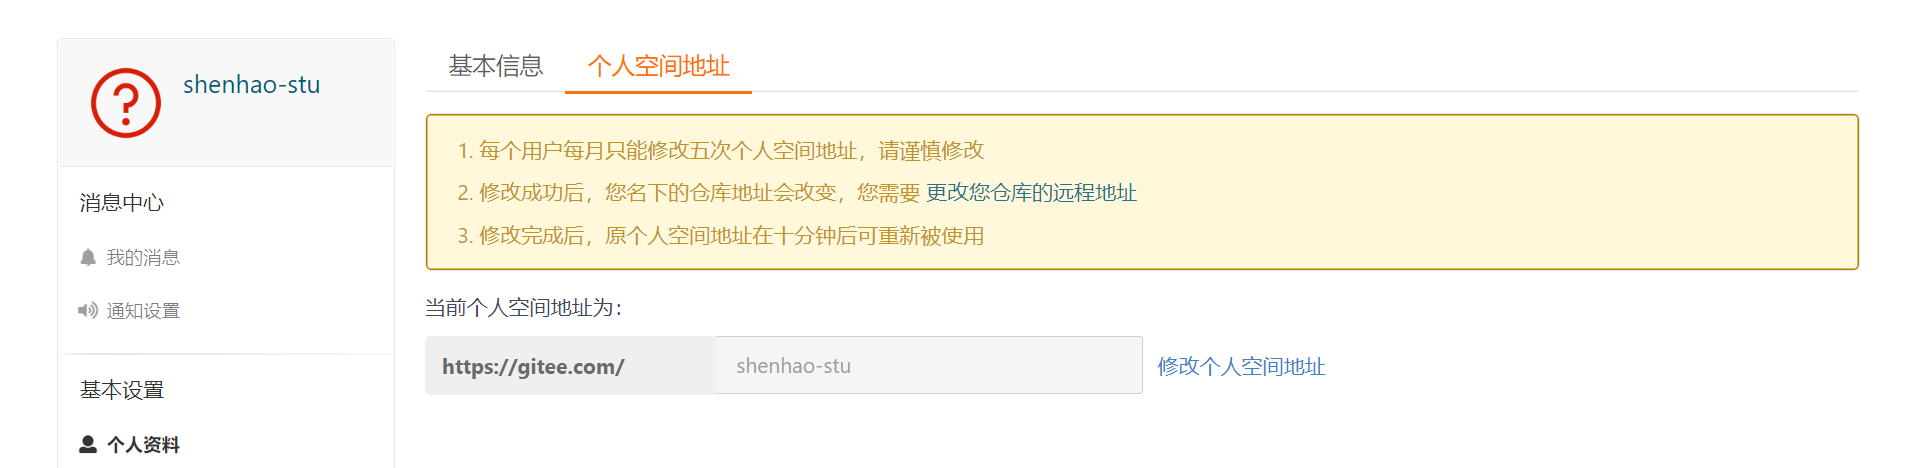 shenhao-stu
消息中心
我的消息
通知设置
基本设置
个人资料
基本信息 个人空间地址
1. 每个用户每月只能修改五次个人空间地址，请谨慎修改
2. 修改成功后，您名下的仓库地址会改变，您需要 更改您仓库的远程地址
3. 修改完成后，原个人空间地址在十分钟后可重新被使用
当前个人空间地址为：
https://gitee.com/ shenhao-stu 修改个人空间地址